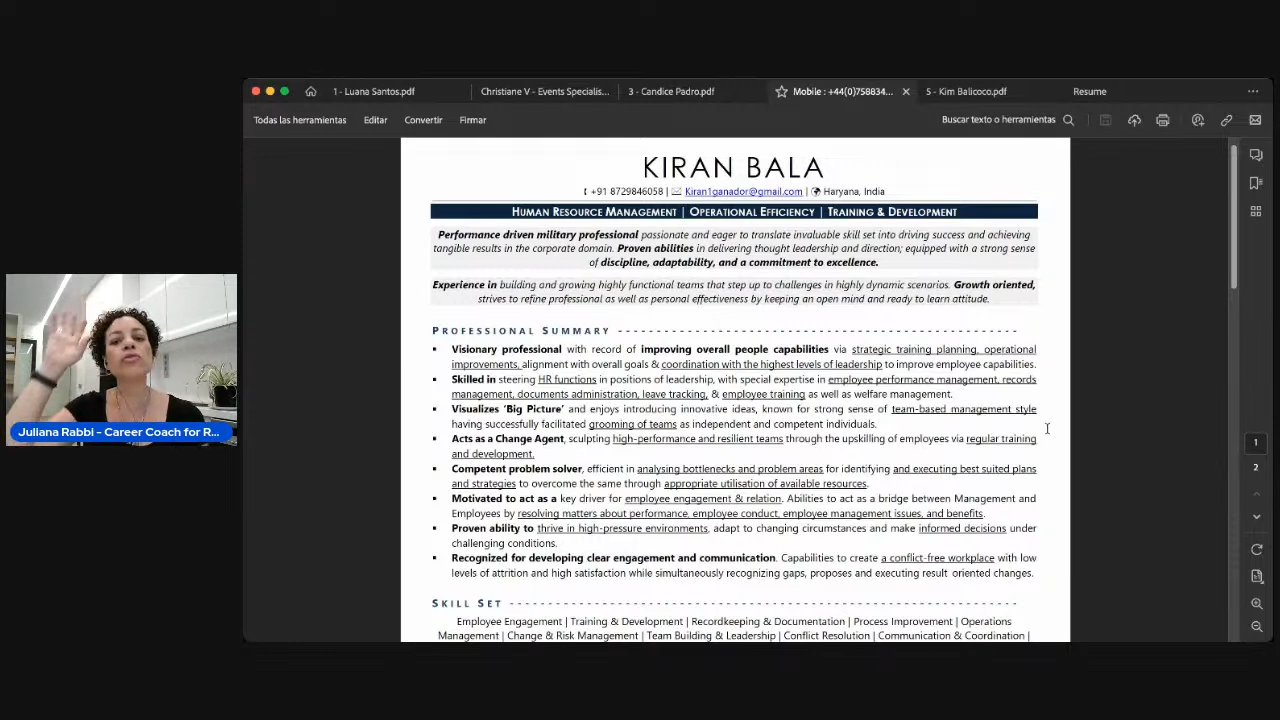 1 - Luana Santos.pdf
Christiane V - Events Specialis...
3 - Candice Padro.pdf
Mobile : +44(0)758834...
5 - Kim Balicoco.pdf
Resume
Todas las herramientas
Editar
Convertir
Firmar
Buscar texto o herramientas
KIRAN BALA
+91 8729846058 | Kiran1ganador@gmail.com | Haryana, India
HUMAN RESOURCE MANAGEMENT | OPERATIONAL EFFICIENCY | TRAINING & DEVELOPMENT
Performance driven military professional passionate and eager to translate invaluable skill set into driving success and achieving
tangible results in the corporate domain. Proven abilities in delivering thought leadership and direction; equipped with a strong sense
of discipline, adaptability, and a commitment to excellence.
Experience in building and growing highly functional teams that step up to challenges in highly dynamic scenarios. Growth oriented,
strives to refine professional as well as personal effectiveness by keeping an open mind and ready to learn attitude.
PROFESSIONAL SUMMARY ----------------------------------------------------
▪ Visionary professional with record of improving overall people capabilities via strategic training planning, operational
improvements, alignment with overall goals & coordination with the highest levels of leadership to improve employee capabilities.
▪ Skilled in steering HR functions in positions of leadership, with special expertise in employee performance management, records
management, documents administration, leave tracking, & employee training as well as welfare management.
▪ Visualizes ‘Big Picture’ and enjoys introducing innovative ideas, known for strong sense of team-based management style
having successfully facilitated grooming of teams as independent and competent individuals.
▪ Acts as a Change Agent, sculpting high-performance and resilient teams through the upskilling of employees via regular training
and development.
▪ Competent problem solver, efficient in analysing bottlenecks and problem areas for identifying and executing best suited plans
and strategies to overcome the same through appropriate utilisation of available resources.
▪ Motivated to act as a key driver for employee engagement & relation. Abilities to act as a bridge between Management and
Employees by resolving matters about performance, employee conduct, employee management issues, and benefits.
▪ Proven ability to thrive in high-pressure environments, adapt to changing circumstances and make informed decisions under
challenging conditions.
▪ Recognized for developing clear engagement and communication. Capabilities to create a conflict-free workplace with low
levels of attrition and high satisfaction while simultaneously recognizing gaps, proposes and executing result oriented changes.
SKILL SET ----------------------------------------------------------------
Employee Engagement | Training & Development | Recordkeeping & Documentation | Process Improvement | Operations
Management | Change & Risk Management | Team Building & Leadership | Conflict Resolution | Communication & Coordination |
1
2
Juliana Rabbi – Career Coach for R...